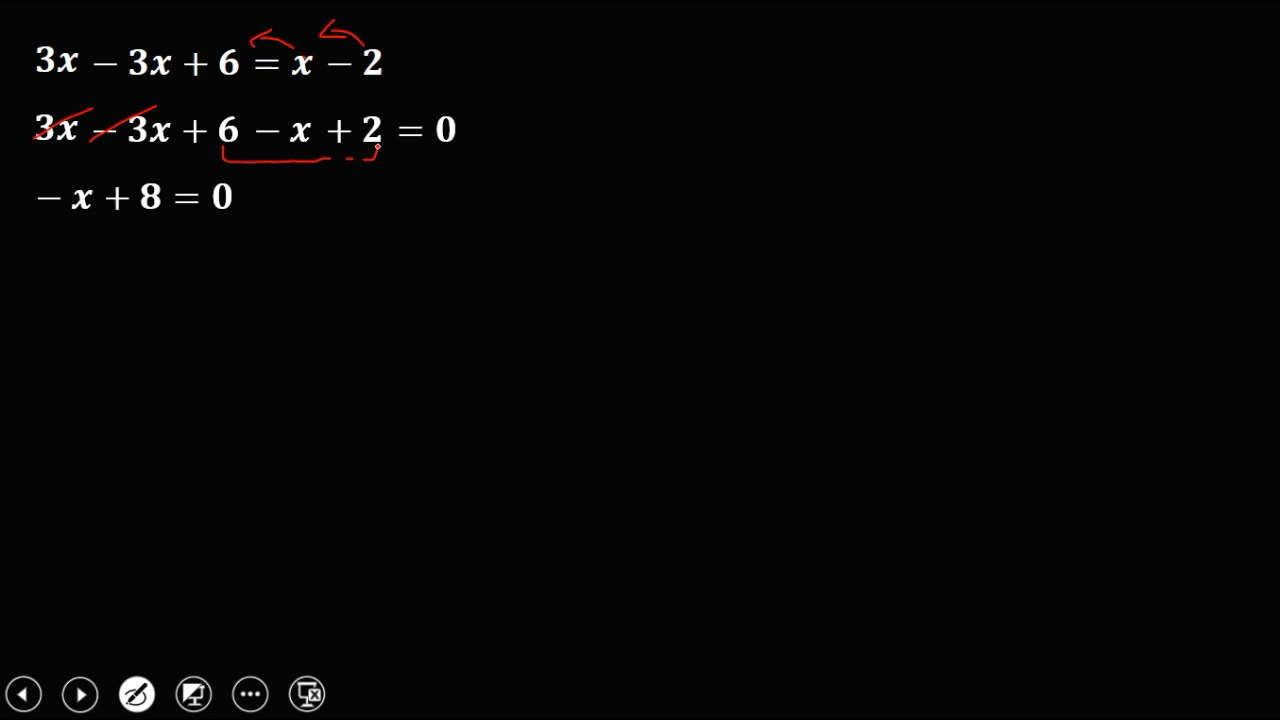 3x − 3x + 6 = x − 2
3x − 3x + 6 − x + 2 = 0
− x + 8 = 0